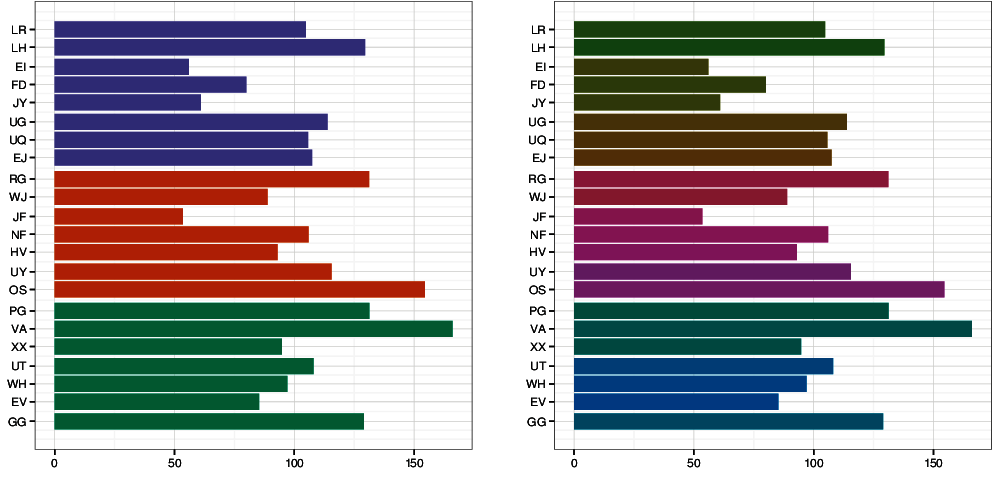 LR
LH
EI
FD
JY
UG
UQ
EJ
RG
WJ
JF
NF
HV
UY
OS
PG
VA
XX
UT
WH
EV
GG
0 50 100 150
LR
LH
EI
FD
JY
UG
UQ
EJ
RG
WJ
JF
NF
HV
UY
OS
PG
VA
XX
UT
WH
EV
GG
0 50 100 150